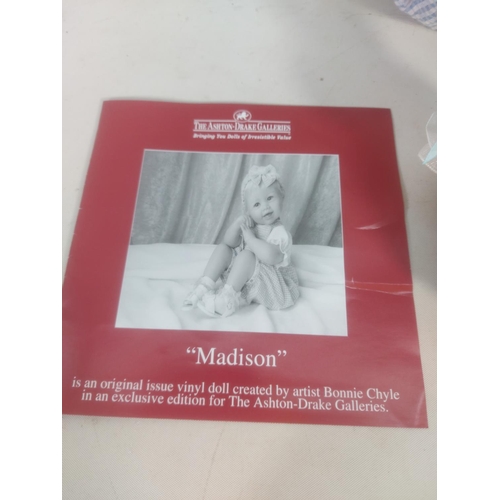 THE ASHTON-DRAKE GALLERIES
Bringing You Dolls of Irresistible Value
“Madison”
is an original issue vinyl doll created by artist Bonnie Chyle
in an exclusive edition for The Ashton-Drake Galleries.